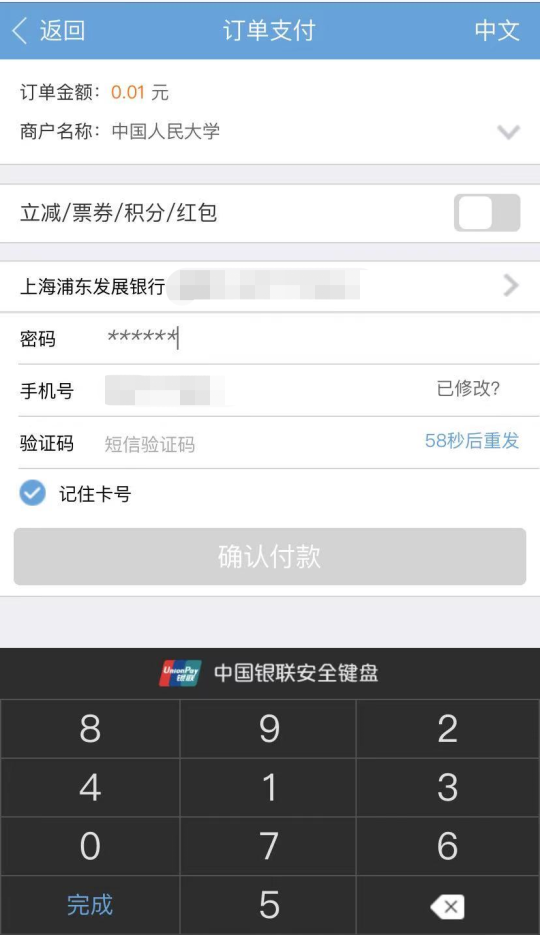 返回 订单支付 中文
订单金额：0.01 元
商户名称：中国人民大学
立减/票券/积分/红包
上海浦东发展银行
密码 ******
手机号 已修改?
验证码 短信验证码 58秒后重发
记住卡号
确认付款
UnionPay 银联 中国银联安全键盘
8 9 2
4 1 3
0 7 6
完成 5